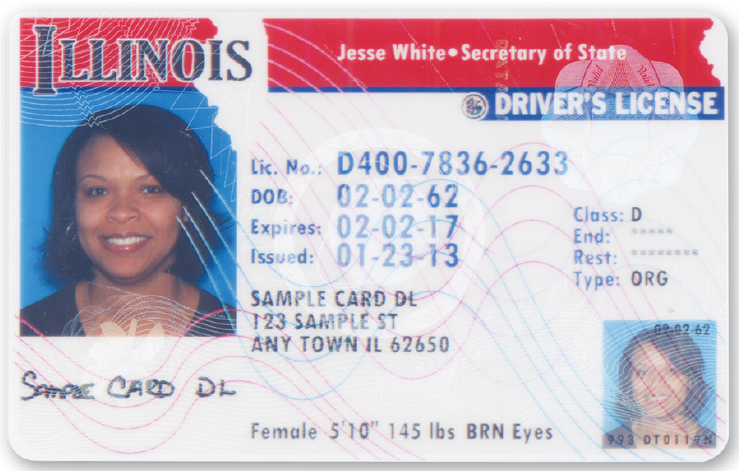 ILLINOIS
Jesse White•Secretary of State
DRIVER'S LICENSE
Lic. No.: D400-7836-2633
DOB: 02-02-62
Expires: 02-02-17
Issued: 01-23-13
Class: D
End: *****
Rest: ********
Type: ORG
SAMPLE CARD DL
123 SAMPLE ST
ANY TOWN IL 62650
SAMPLE CARD DL
Female 5'10" 145 lbs BRN Eyes
02-02-62